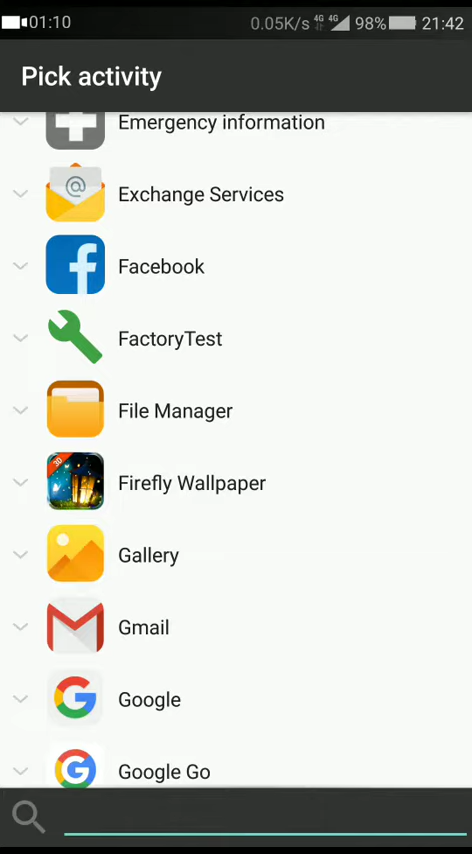 01:10 0.05K/s 4G 4G 98% 21:42
Pick activity
Emergency information
@
Exchange Services
Facebook
FactoryTest
File Manager
3D
Firefly Wallpaper
Gallery
Gmail
Google
Google Go